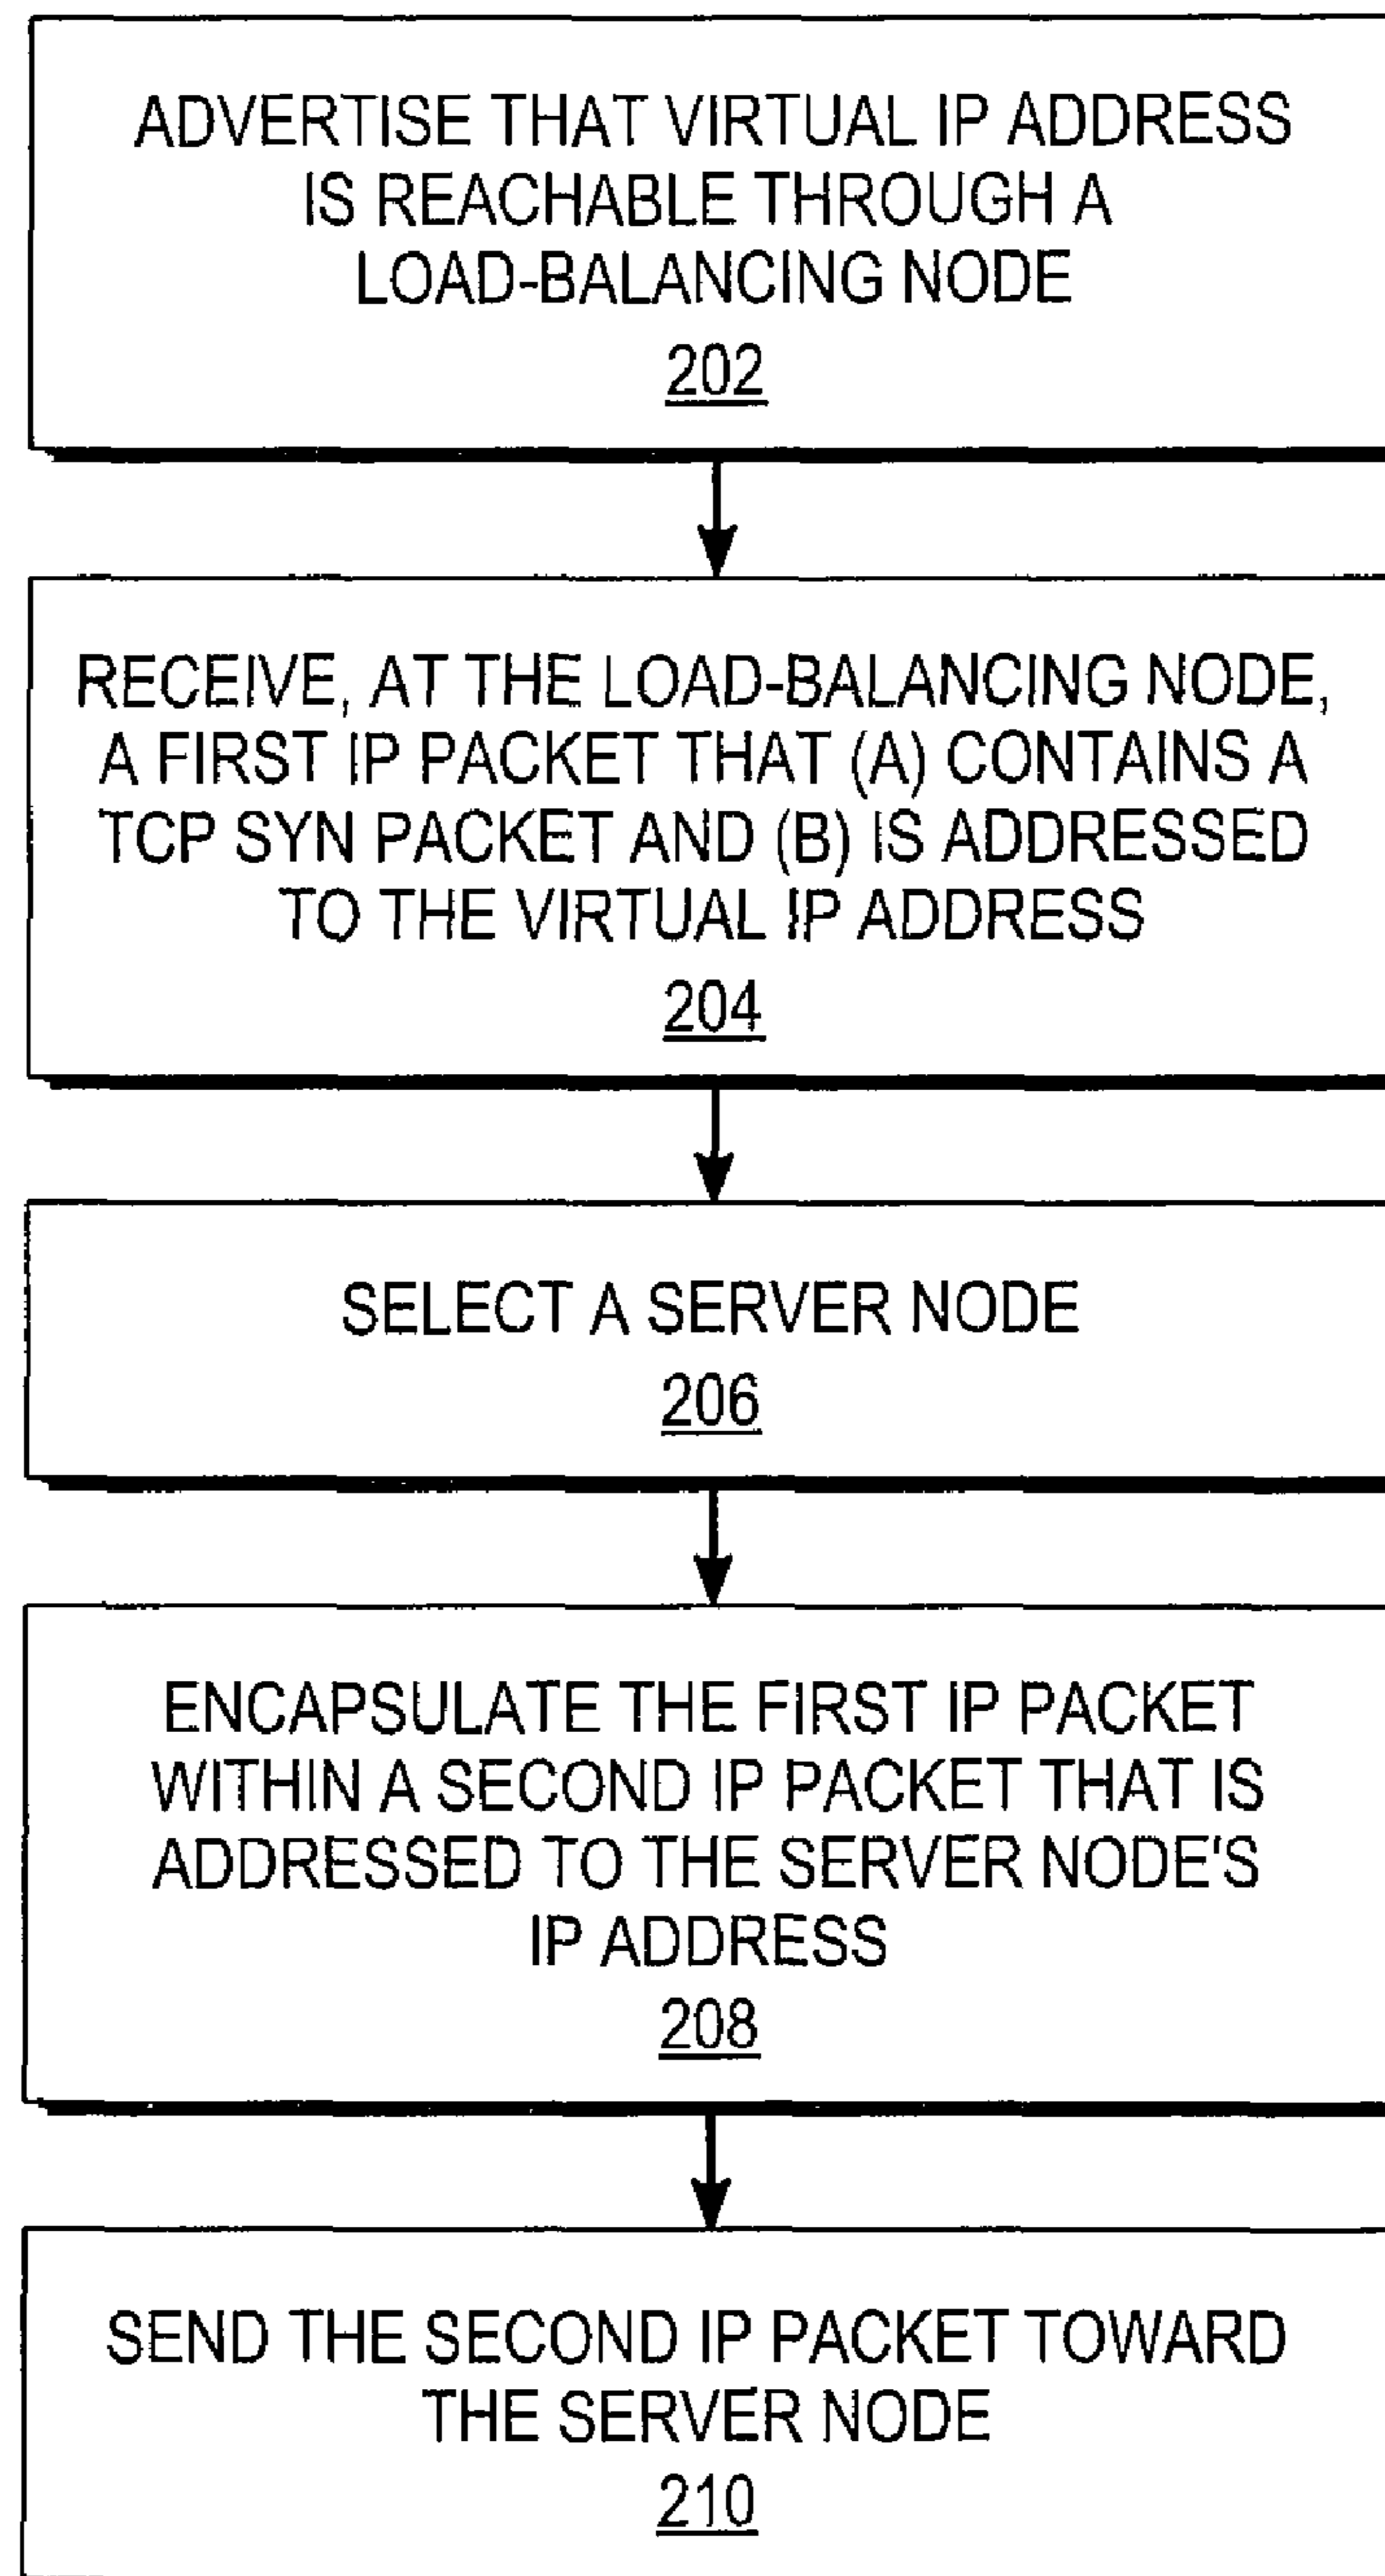 ADVERTISE THAT VIRTUAL IP ADDRESS
IS REACHABLE THROUGH A
LOAD-BALANCING NODE
202
RECEIVE, AT THE LOAD-BALANCING NODE,
A FIRST IP PACKET THAT (A) CONTAINS A
TCP SYN PACKET AND (B) IS ADDRESSED
TO THE VIRTUAL IP ADDRESS
204
SELECT A SERVER NODE
206
ENCAPSULATE THE FIRST IP PACKET
WITHIN A SECOND IP PACKET THAT IS
ADDRESSED TO THE SERVER NODE'S
IP ADDRESS
208
SEND THE SECOND IP PACKET TOWARD
THE SERVER NODE
210